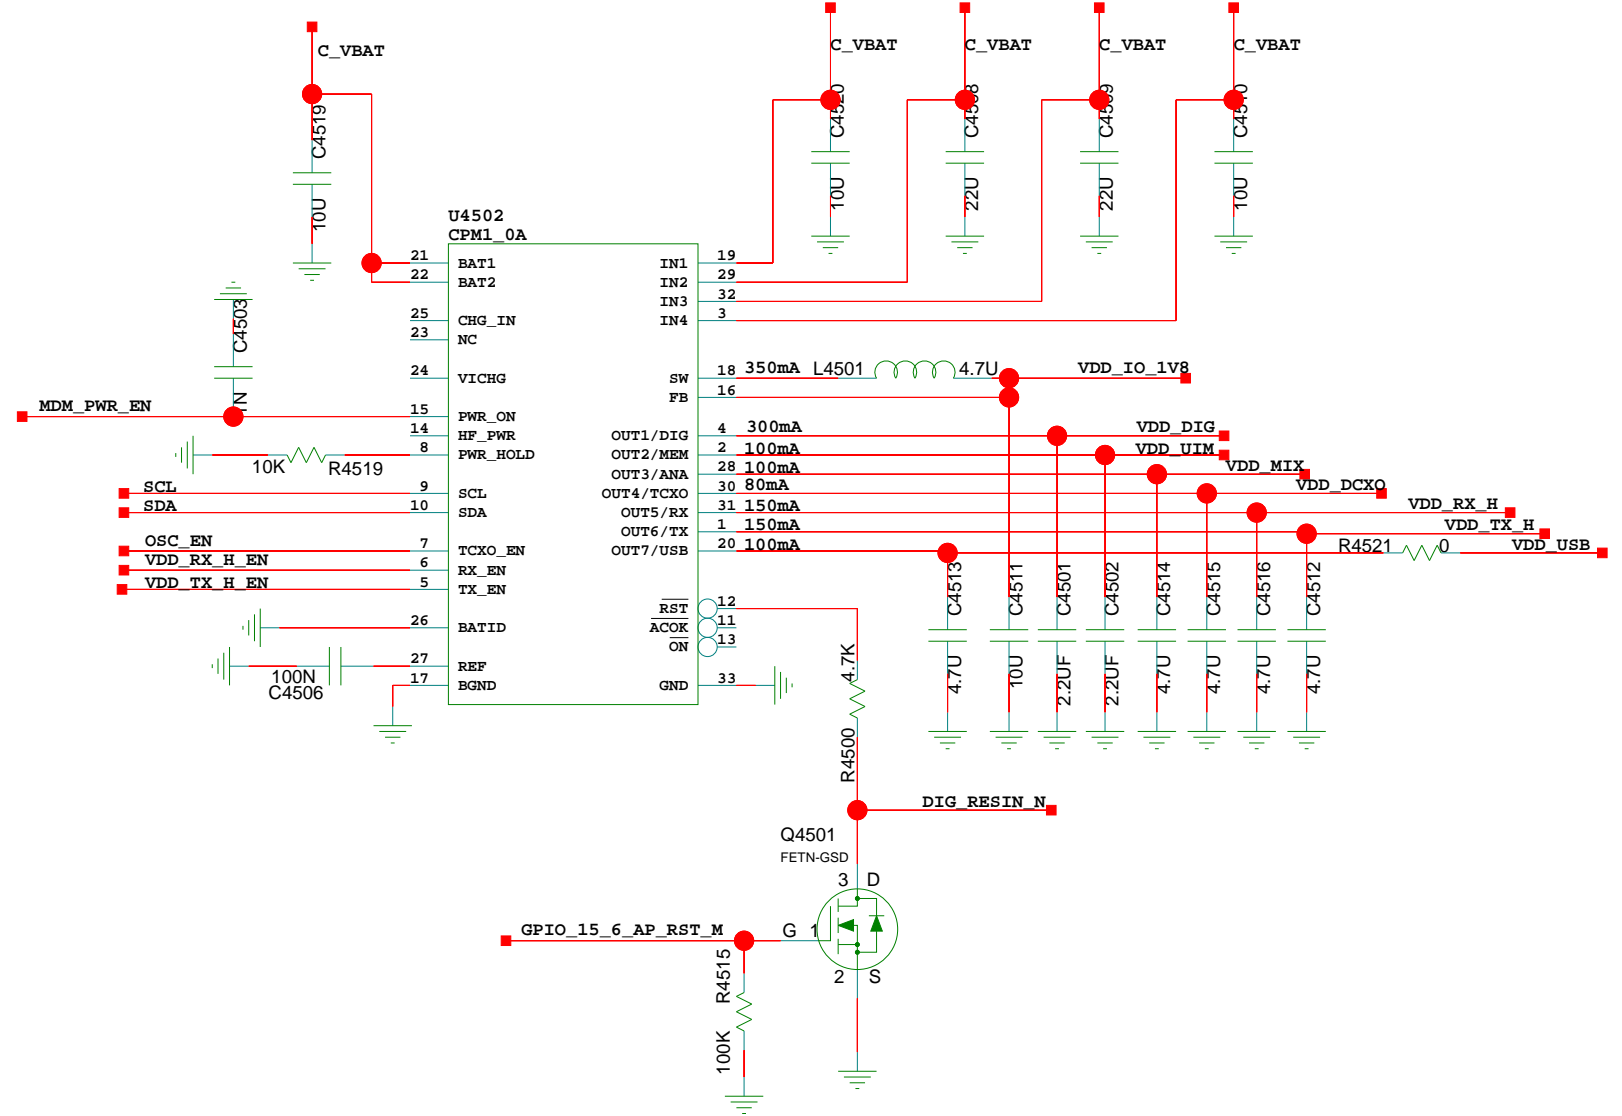 C_VBAT
C_VBAT
C_VBAT
C_VBAT
C_VBAT
C4519
10U
C4520
10U
22U
22U
10U
U4502
CPM1_0A
21 BAT1
22 BAT2
25 CHG_IN
23 NC
24 VICHG
15 PWR_ON
14 HF_PWR
8 PWR_HOLD
9 SCL
10 SDA
7 TCXO_EN
6 RX_EN
5 TX_EN
26 BATID
27 REF
17 BGND
IN1 19
IN2 29
IN3 32
IN4 3
SW 18 350mA L4501 4.7U VDD_IO_1V8
FB 16
OUT1/DIG 4 300mA VDD_DIG
OUT2/MEM 2 100mA VDD_UIM
OUT3/ANA 28 100mA VDD_MIX
OUT4/TCXO 30 80mA VDD_DCXO
OUT5/RX 31 150mA VDD_RX_H
OUT6/TX 1 150mA VDD_TX_H
OUT7/USB 20 100mA R4521 0 VDD_USB
RST 12
ACOK 11
ON 13
GND 33
C4503
1N
MDM_PWR_EN
10K R4519
SCL
SDA
OSC_EN
VDD_RX_H_EN
VDD_TX_H_EN
100N
C4506
C4513
4.7U
C4511
10U
C4501
2.2UF
C4502
2.2UF
C4514
4.7U
C4515
4.7U
C4516
4.7U
C4512
4.7U
4.7K
R4500
DIG_RESIN_N
Q4501
FETN-GSD
3 D
G 1
2 S
GPIO_15_6_AP_RST_M
R4515
100K